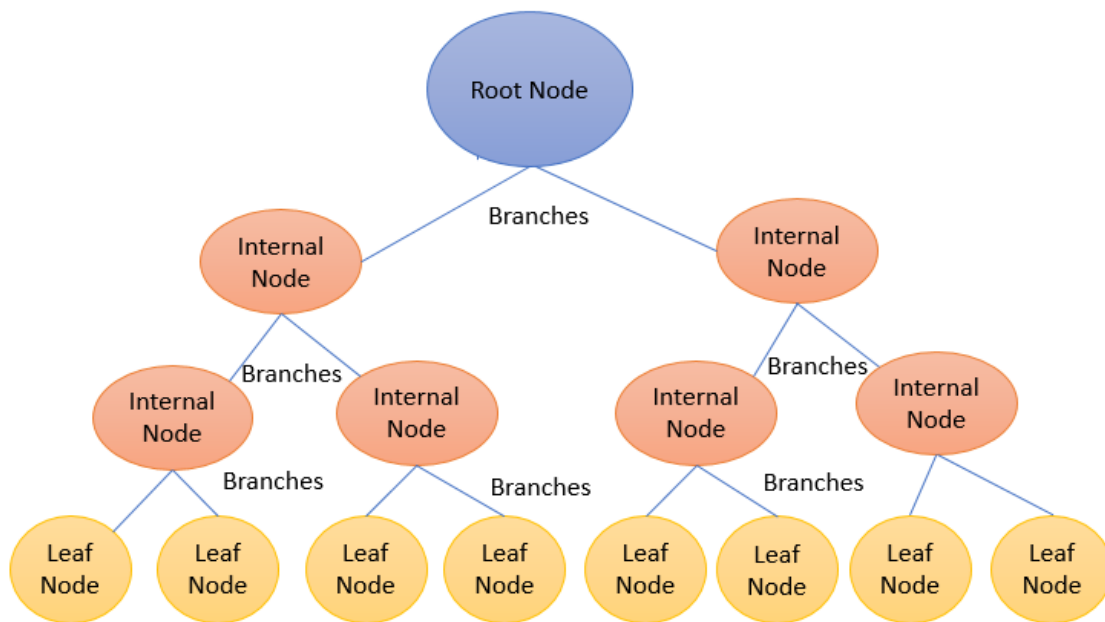 Root Node
Branches
Internal
Node
Internal
Node
Branches
Branches
Internal
Node
Internal
Node
Internal
Node
Internal
Node
Branches
Branches
Branches
Leaf
Node
Leaf
Node
Leaf
Node
Leaf
Node
Leaf
Node
Leaf
Node
Leaf
Node
Leaf
Node